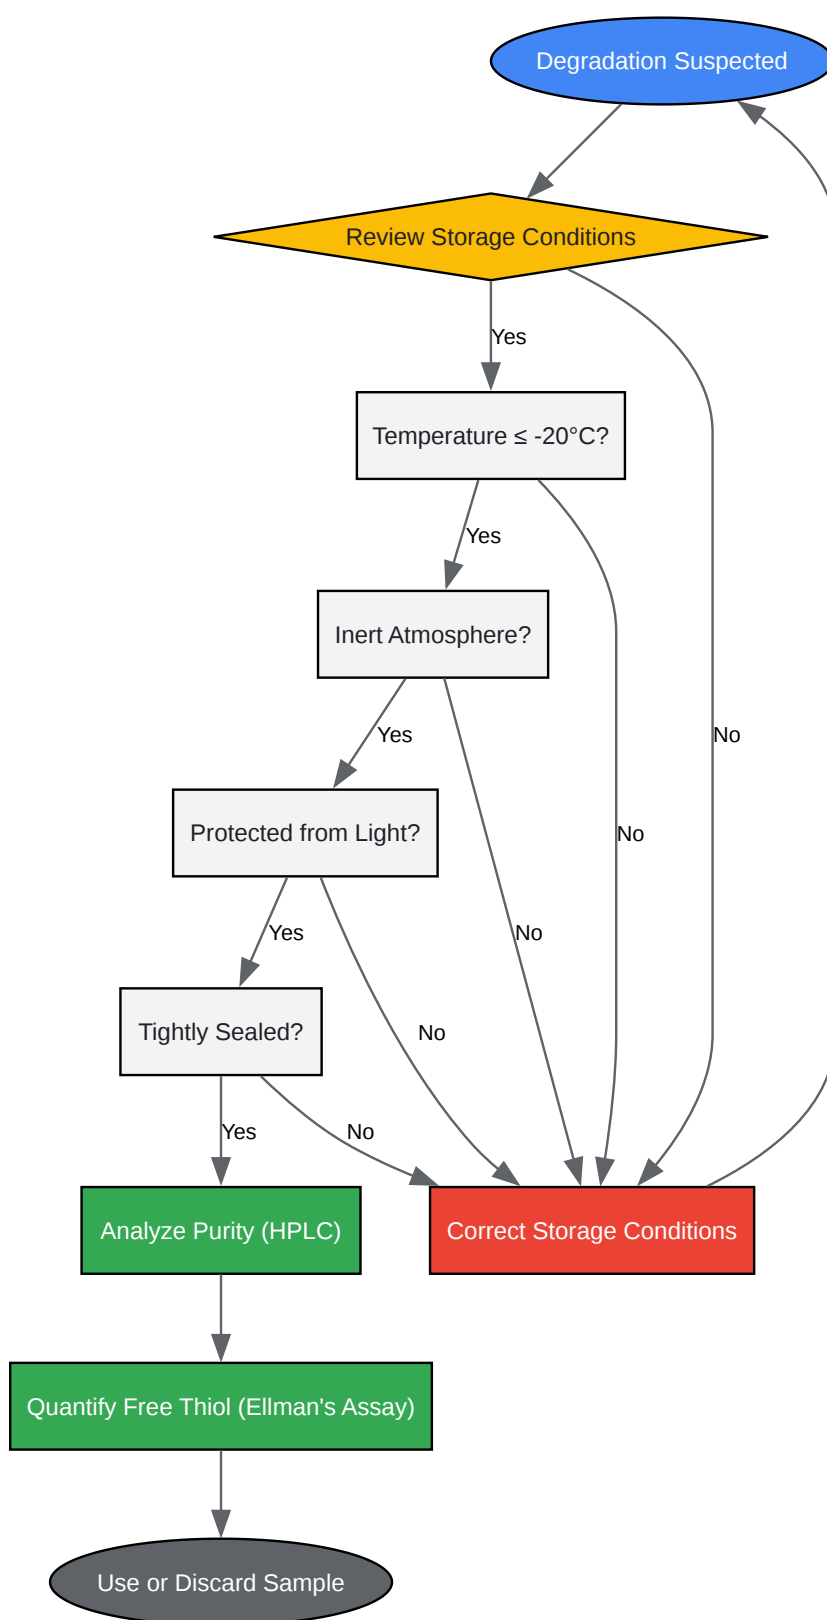 Degradation Suspected
Review Storage Conditions
Yes
Temperature ≤ -20°C?
Yes
Inert Atmosphere?
Yes
No
Protected from Light?
No
Yes
No
Tightly Sealed?
No
Yes
No
Analyze Purity (HPLC)
Correct Storage Conditions
Quantify Free Thiol (Ellman's Assay)
Use or Discard Sample